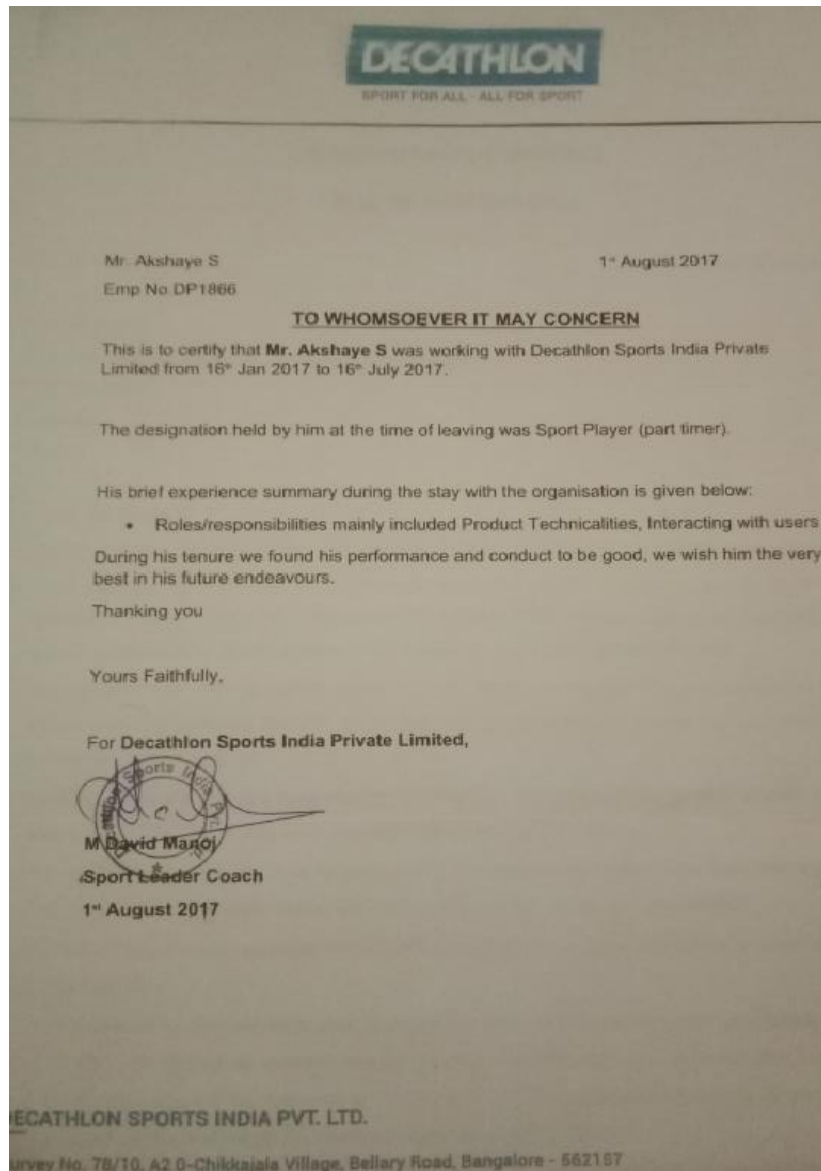 DECATHLON
SPORT FOR ALL - ALL FOR SPORT
Mr. Akshaye S 1st August 2017
Emp No DP1866
TO WHOMSOEVER IT MAY CONCERN
This is to certify that Mr. Akshaye S was working with Decathlon Sports India Private
Limited from 16th Jan 2017 to 16th July 2017.
The designation held by him at the time of leaving was Sport Player (part timer).
His brief experience summary during the stay with the organisation is given below:
• Roles/responsibilities mainly included Product Technicalities, Interacting with users
During his tenure we found his performance and conduct to be good, we wish him the very
best in his future endeavours.
Thanking you
Yours Faithfully,
For Decathlon Sports India Private Limited,
Sports India Pvt.
M David Manoj
Sport Leader Coach
1st August 2017
ECATHLON SPORTS INDIA PVT. LTD.
urvey No. 78/10, A2 0-Chikkajala Village, Bellary Road, Bangalore - 562157